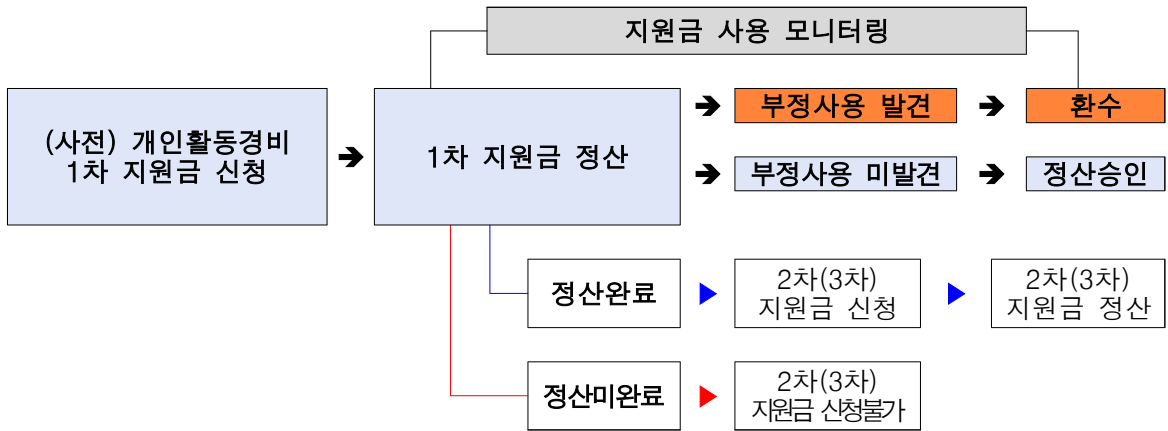 지원금 사용 모니터링
(사전) 개인활동경비
1차 지원금 신청
1차 지원금 정산
부정사용 발견
환수
부정사용 미발견
정산승인
정산완료
2차(3차)
지원금 신청
2차(3차)
지원금 정산
정산미완료
2차(3차)
지원금 신청불가